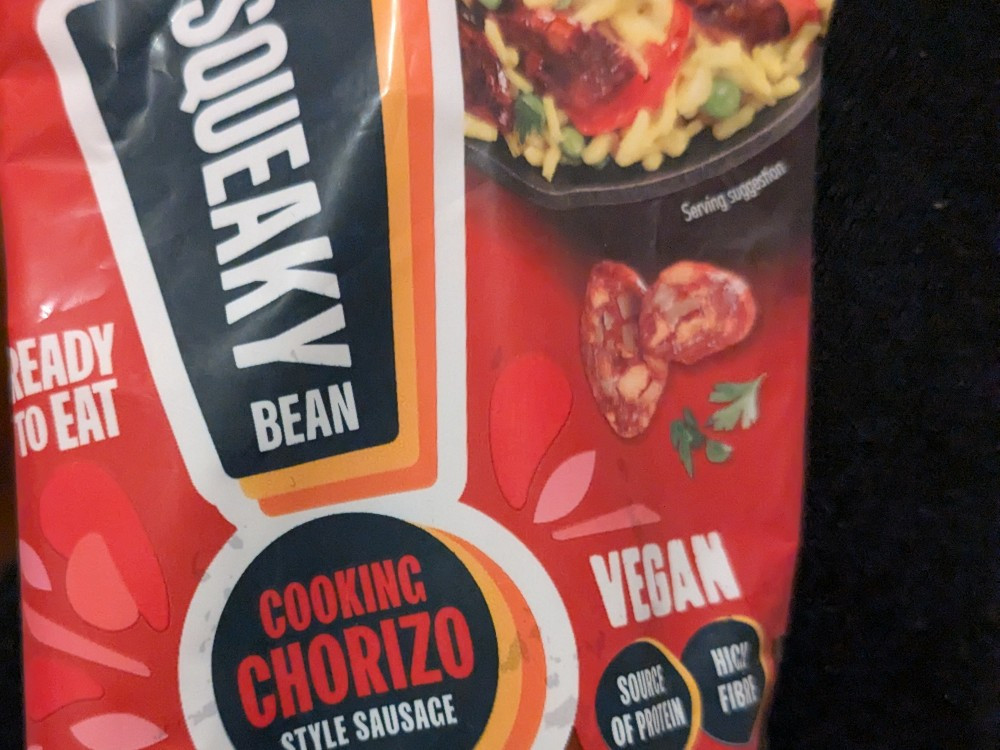 SQUEAKY
BEAN
Serving suggestion
READY
TO EAT
COOKING
CHORIZO
STYLE SAUSAGE
VEGAN
SOURCE
OF PROTEIN
HIGH
FIBRE